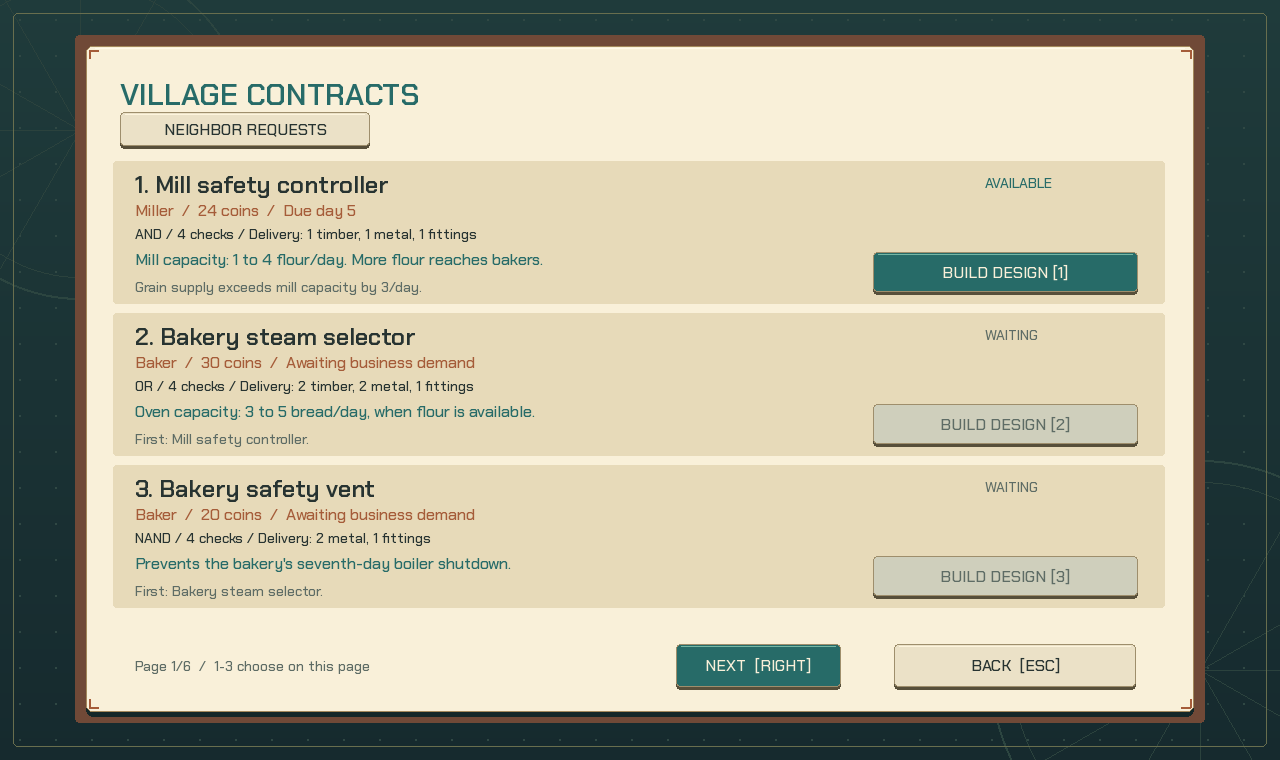 VILLAGE CONTRACTS
NEIGHBOR REQUESTS
1. Mill safety controller
AVAILABLE
Miller / 24 coins / Due day 5
AND / 4 checks / Delivery: 1 timber, 1 metal, 1 fittings
Mill capacity: 1 to 4 flour/day. More flour reaches bakers.
BUILD DESIGN [1]
Grain supply exceeds mill capacity by 3/day.
2. Bakery steam selector
WAITING
Baker / 30 coins / Awaiting business demand
OR / 4 checks / Delivery: 2 timber, 2 metal, 1 fittings
Oven capacity: 3 to 5 bread/day, when flour is available.
BUILD DESIGN [2]
First: Mill safety controller.
3. Bakery safety vent
WAITING
Baker / 20 coins / Awaiting business demand
NAND / 4 checks / Delivery: 2 metal, 1 fittings
Prevents the bakery's seventh-day boiler shutdown.
BUILD DESIGN [3]
First: Bakery steam selector.
Page 1/6 / 1-3 choose on this page
NEXT [RIGHT]
BACK [ESC]